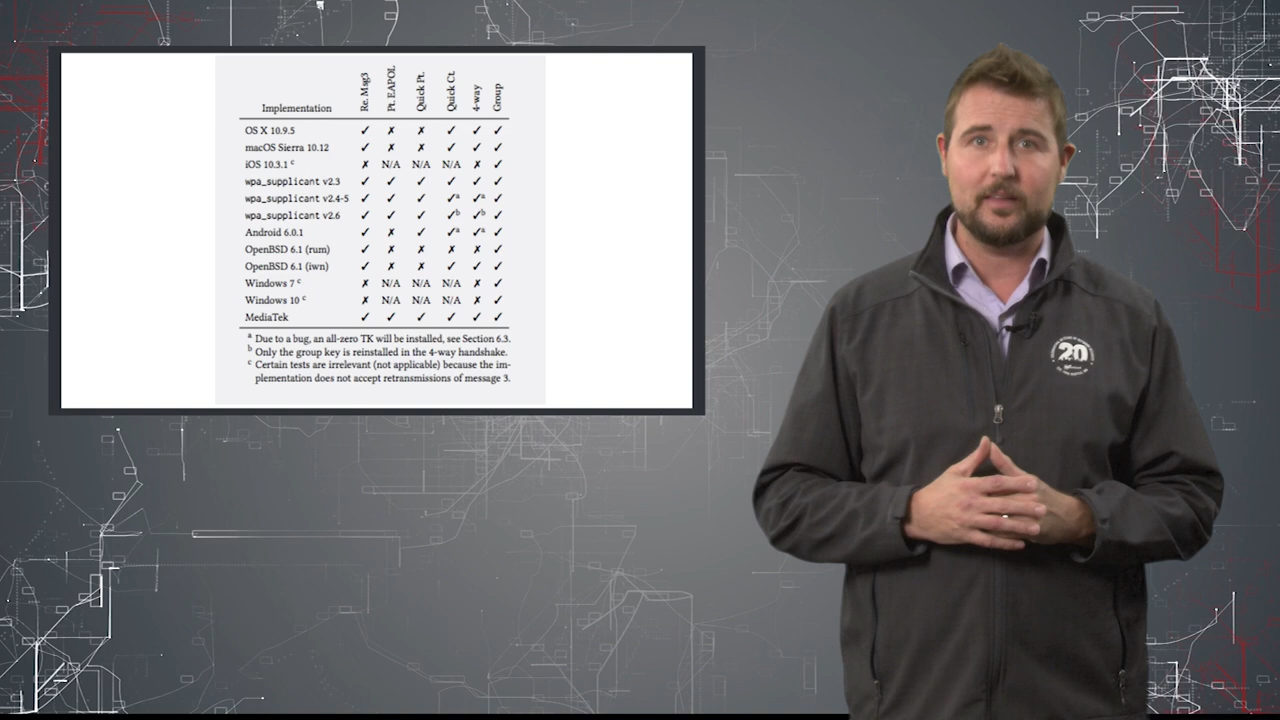 Implementation Re. Msg3 Pt. EAPOL Quick Pt. Quick Ct. 4-way Group
OS X 10.9.5 ✓ ✗ ✗ ✓ ✓ ✓
macOS Sierra 10.12 ✓ ✗ ✗ ✓ ✓ ✓
iOS 10.3.1 c ✗ N/A N/A N/A ✗ ✓
wpa_supplicant v2.3 ✓ ✓ ✓ ✓ ✓ ✓
wpa_supplicant v2.4-5 ✓ ✓ ✓ ✓a ✓a ✓
wpa_supplicant v2.6 ✓ ✓ ✓ ✓b ✓b ✓
Android 6.0.1 ✓ ✗ ✓ ✓a ✓a ✓
OpenBSD 6.1 (rum) ✓ ✗ ✗ ✗ ✗ ✓
OpenBSD 6.1 (iwn) ✓ ✗ ✗ ✓ ✓ ✓
Windows 7 c ✗ N/A N/A N/A ✗ ✓
Windows 10 c ✗ N/A N/A N/A ✗ ✓
MediaTek ✓ ✓ ✓ ✓ ✓ ✓
a Due to a bug, an all-zero TK will be installed, see Section 6.3.
b Only the group key is reinstalled in the 4-way handshake.
c Certain tests are irrelevant (not applicable) because the im-
plementation does not accept retransmissions of message 3.
20